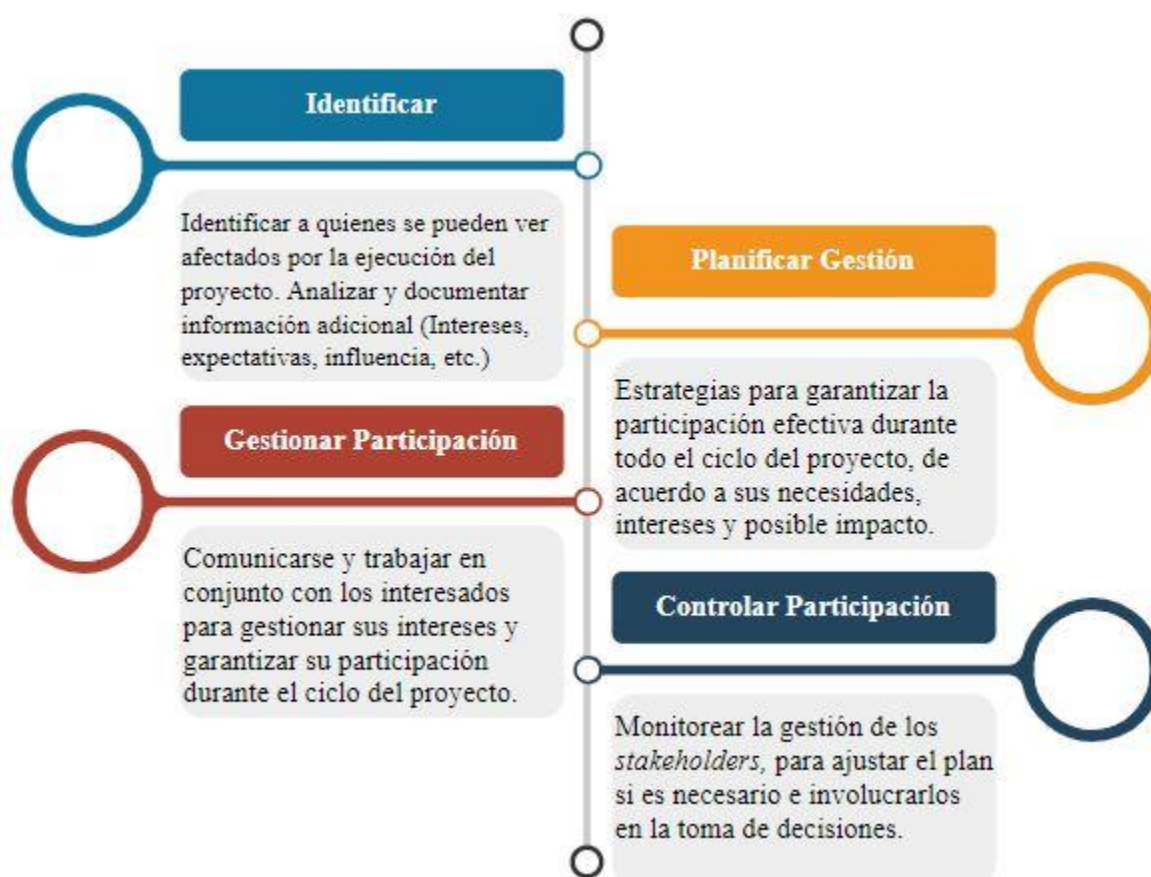 Identificar
Identificar a quienes se pueden ver
afectados por la ejecución del
proyecto. Analizar y documentar
información adicional (Intereses,
expectativas, influencia, etc.)
Planificar Gestión
Estrategias para garantizar la
participación efectiva durante
todo el ciclo del proyecto, de
acuerdo a sus necesidades,
intereses y posible impacto.
Gestionar Participación
Comunicarse y trabajar en
conjunto con los interesados
para gestionar sus intereses y
garantizar su participación
durante el ciclo del proyecto.
Controlar Participación
Monitorear la gestión de los
stakeholders, para ajustar el plan
si es necesario e involucrarlos
en la toma de decisiones.